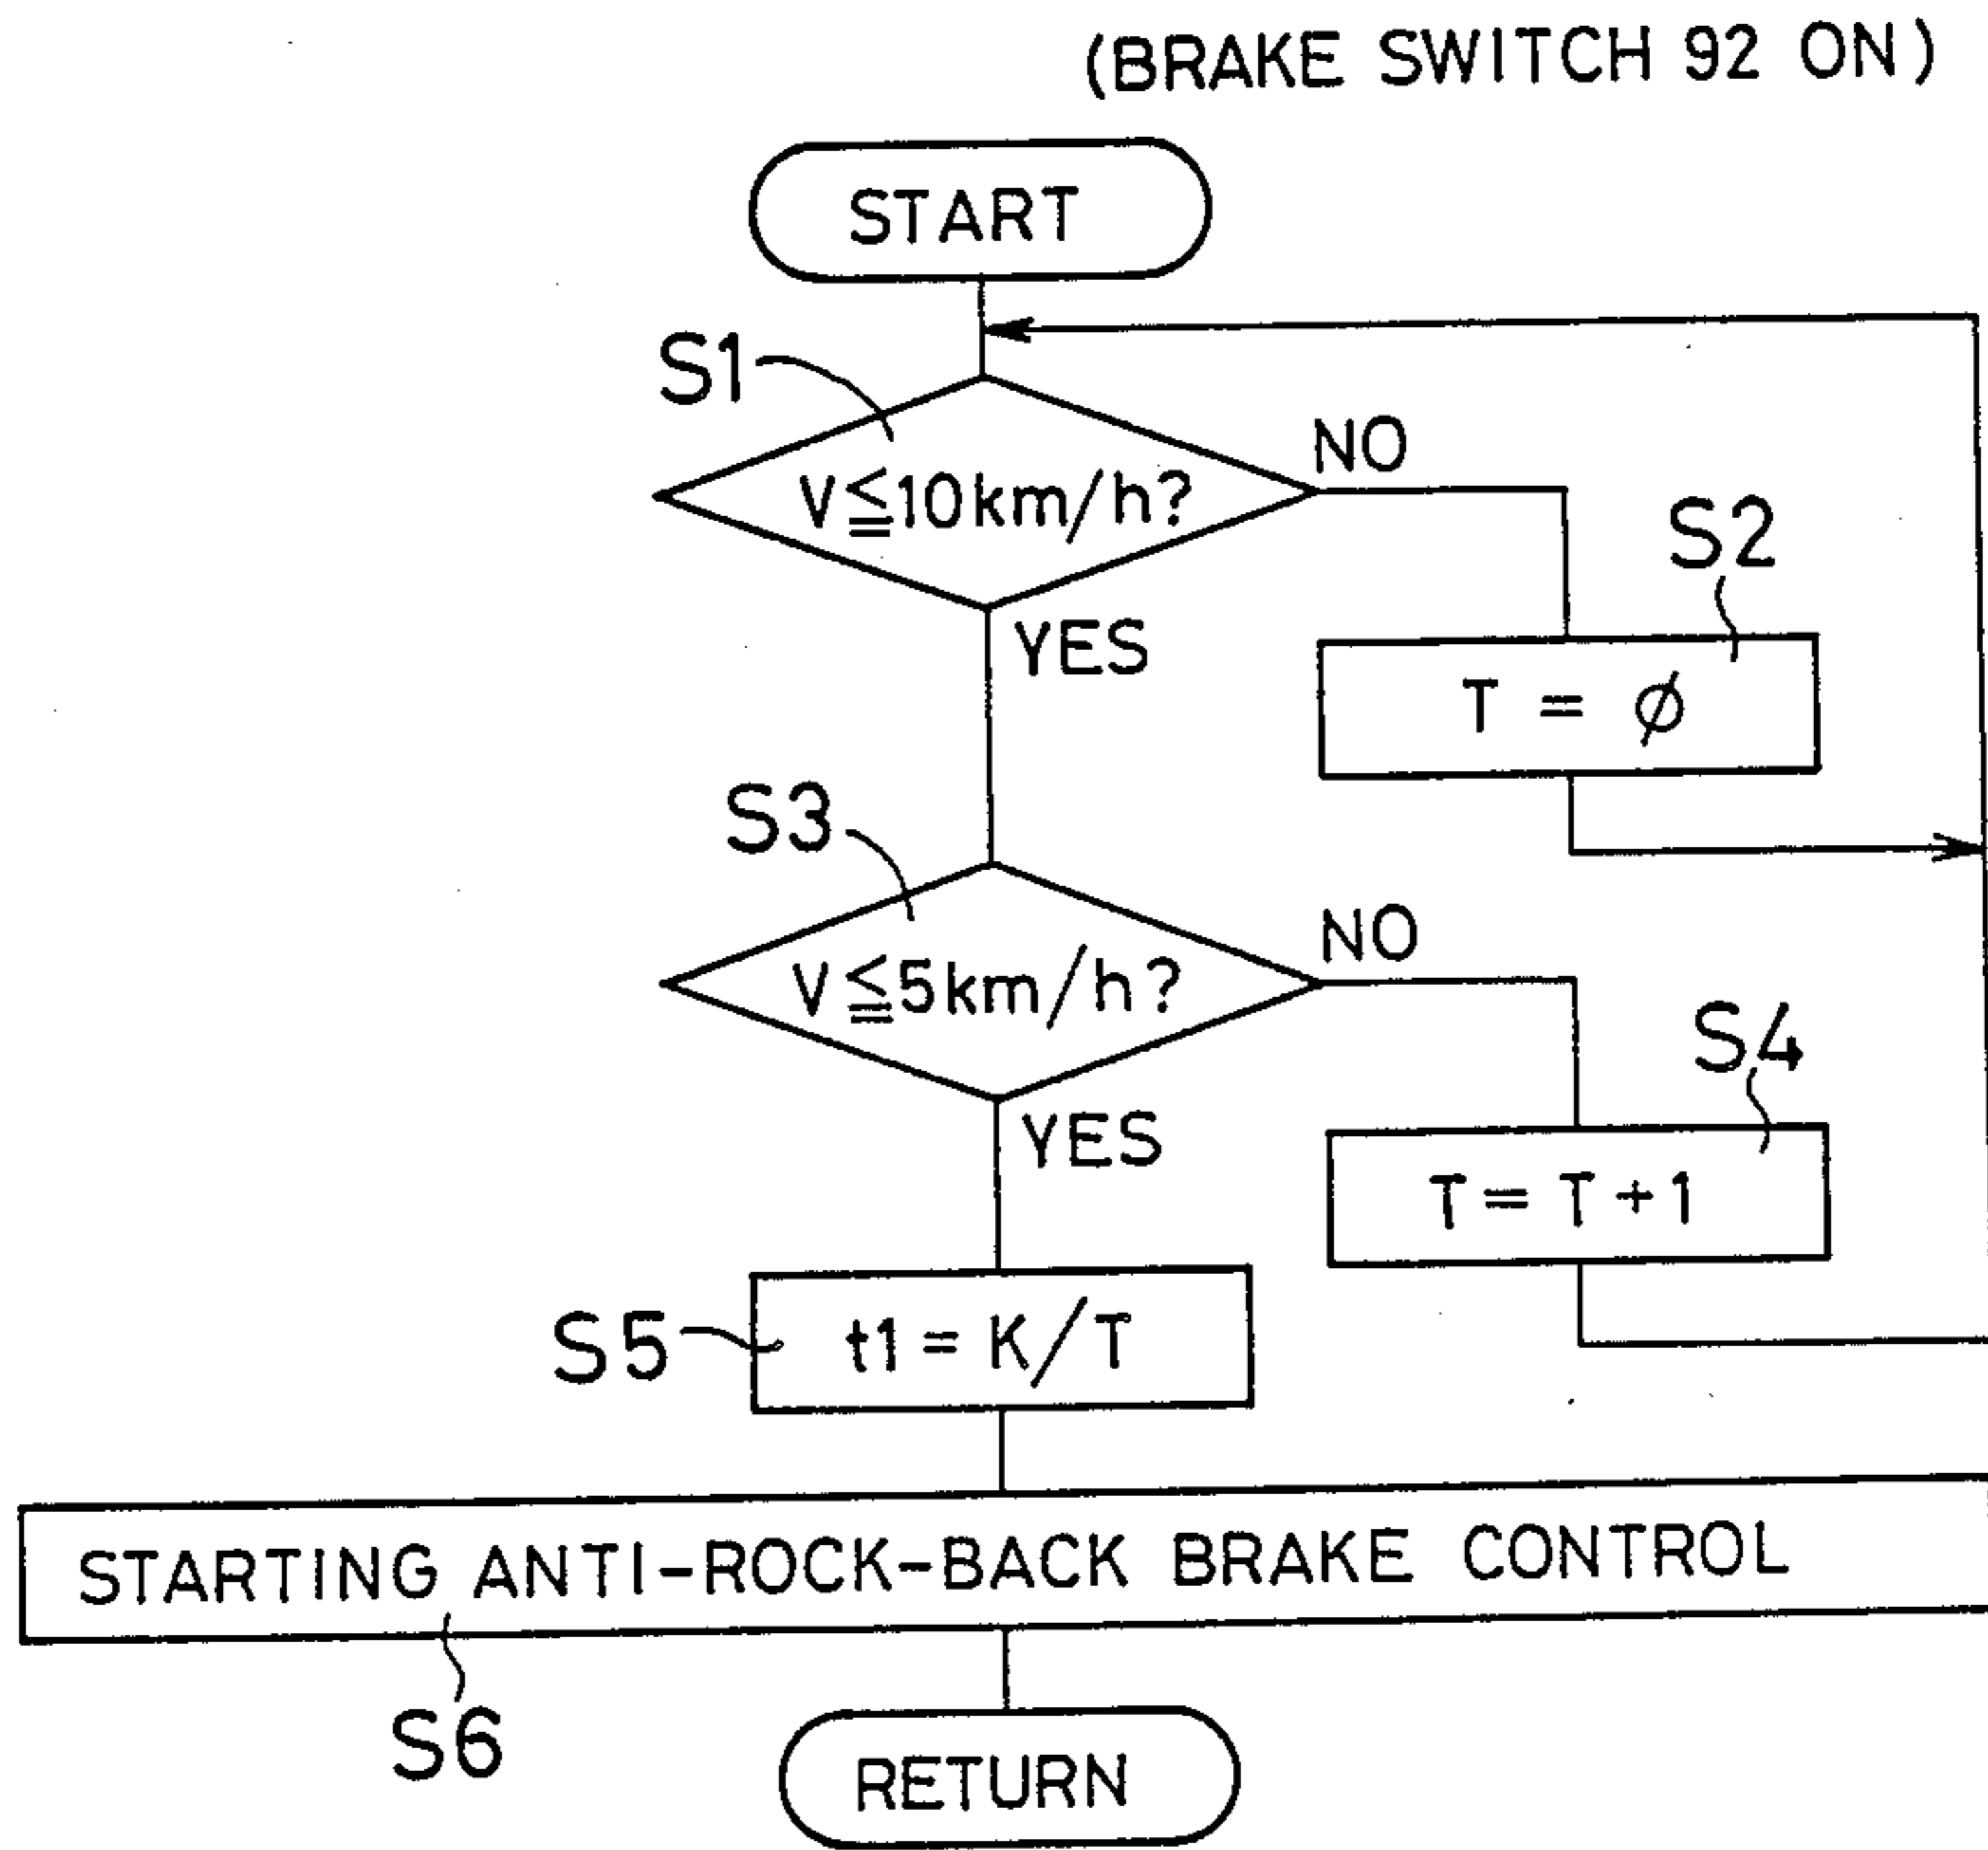 (BRAKE SWITCH 92 ON)
START
S1
V≦10km/h?
NO
S2
T = ø
YES
S3
V≦5km/h?
NO
S4
T = T + 1
YES
S5
t1 = K/T
STARTING ANTI-ROCK-BACK BRAKE CONTROL
S6
RETURN